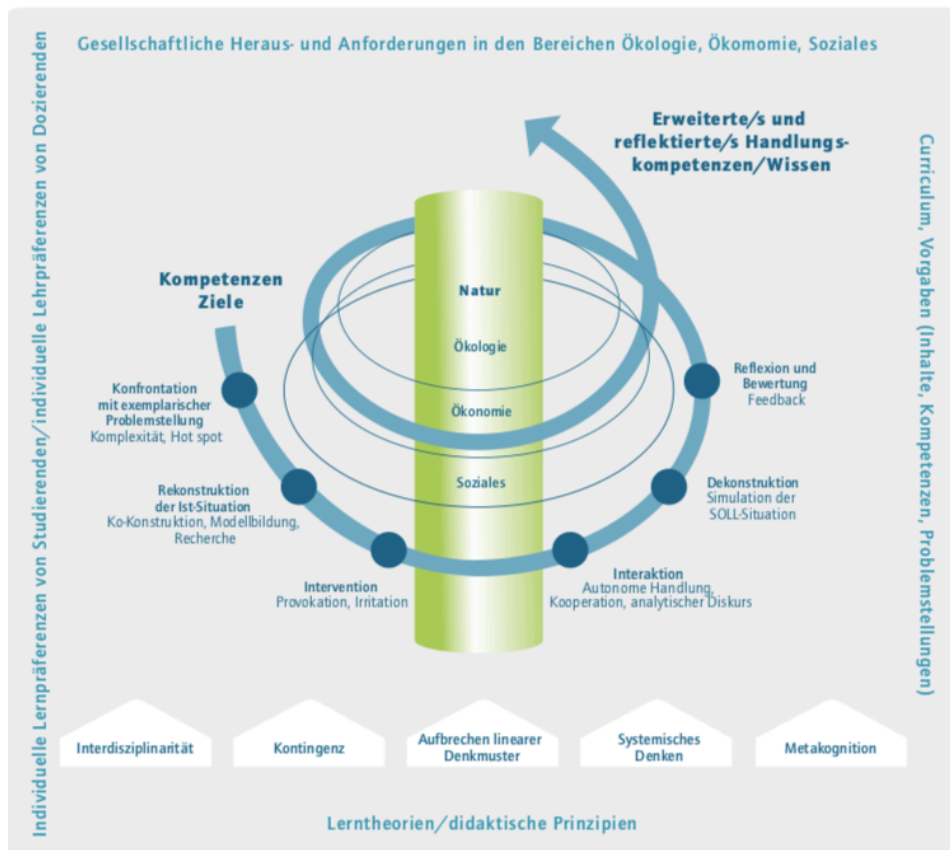 Gesellschaftliche Heraus- und Anforderungen in den Bereichen Ökologie, Ökomomie, Soziales
Individuelle Lernpräferenzen von Studierenden/individuelle Lehrpräferenzen von Dozierenden
Erweiterte/s und
reflektierte/s Handlungs-
kompetenzen/Wissen
Curriculum, Vorgaben (Inhalte, Kompetenzen, Problemstellungen)
Kompetenzen
Ziele
Natur
Ökologie
Ökonomie
Soziales
Konfrontation
mit exemplarischer
Problemstellung
Komplexität, Hot spot
Rekonstruktion
der Ist-Situation
Ko-Konstruktion, Modellbildung,
Recherche
Intervention
Provokation, Irritation
Interaktion
Autonome Handlung,
Kooperation, analytischer Diskurs
Dekonstruktion
Simulation der
SOLL-Situation
Reflexion und
Bewertung
Feedback
Interdisziplinarität
Kontingenz
Aufbrechen linearer
Denkmuster
Systemisches
Denken
Metakognition
Lerntheorien/didaktische Prinzipien